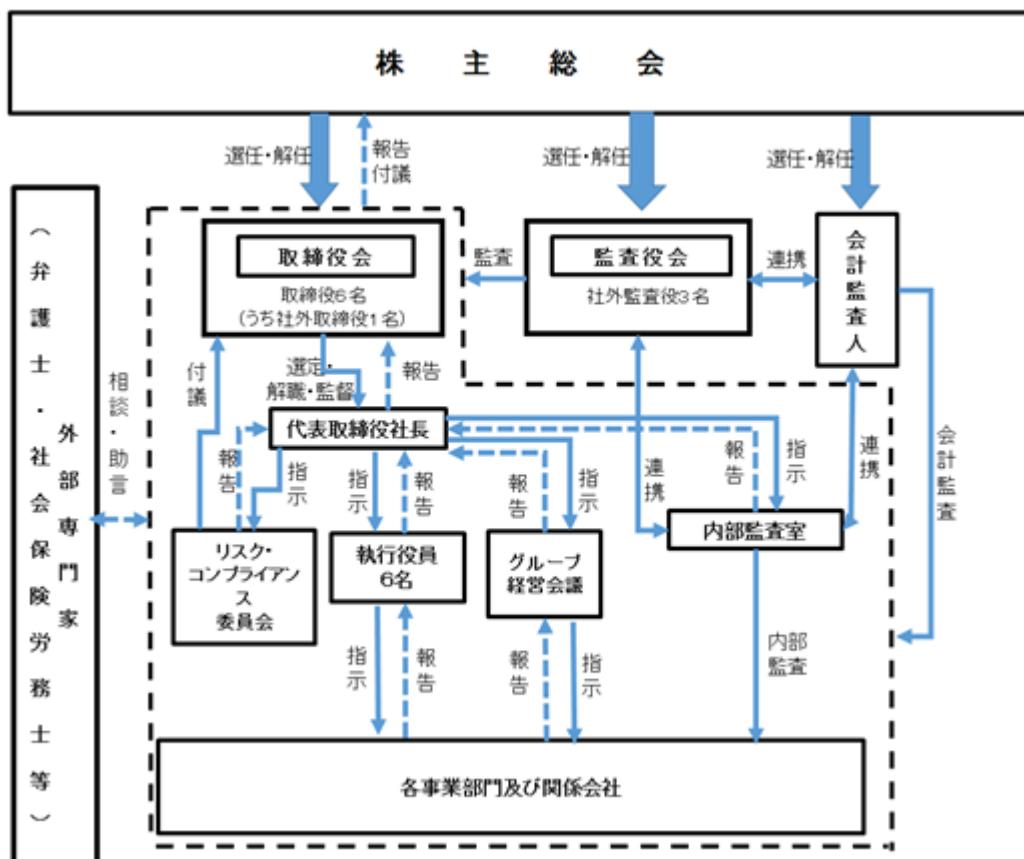 株主総会
選任・解任
報告
付議
選任・解任
選任・解任
取締役会
取締役6名
(うち社外取締役1名)
監査
監査役会
社外監査役3名
連携
会計監査人
外部専門家
(弁護士・社会保険労務士等)
相談・助言
付議
選定・
解職・監督
報告
代表取締役社長
報告
指示
指示
報告
報告
指示
連携
報告
指示
連携
会計監査
リスク・
コンプライアン
ス
委員会
執行役員
6名
グループ
経営会議
内部監査室
指示
報告
報告
指示
内部
監査
各事業部門及び関係会社